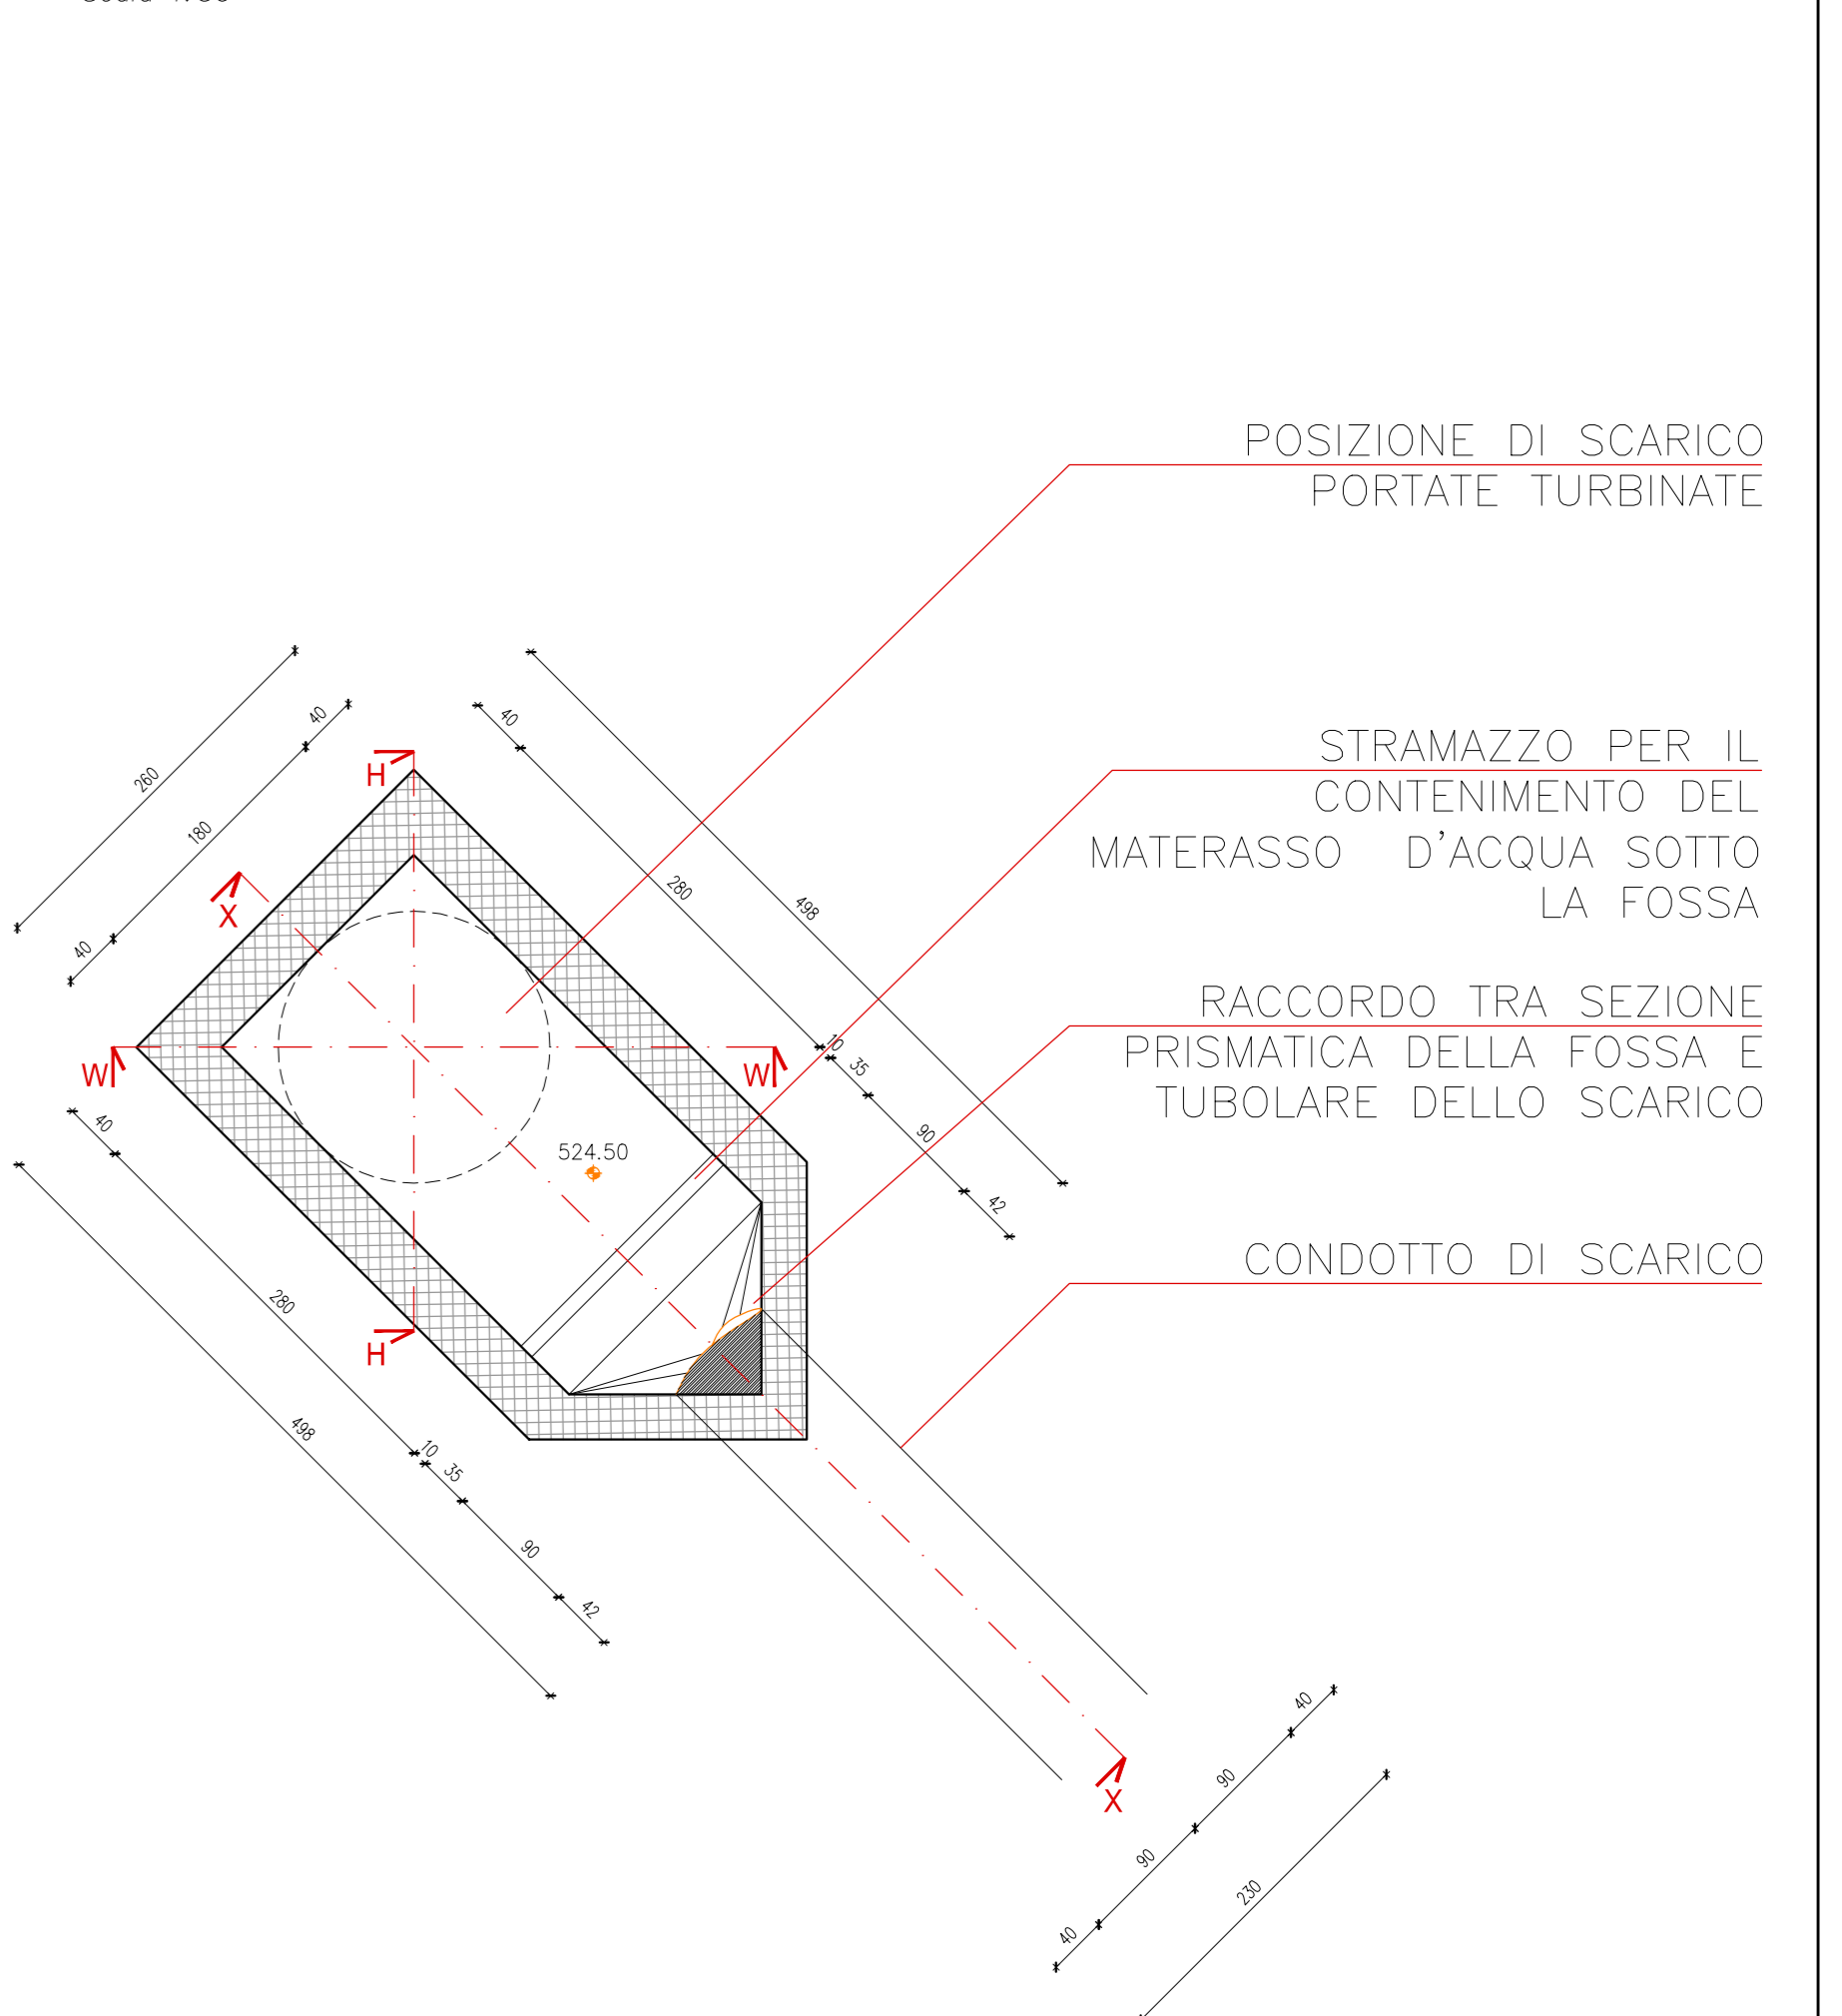 POSIZIONE DI SCARICO
PORTATE TURBINATE
STRAMAZZO PER IL
CONTENIMENTO DEL
MATERASSO D'ACQUA SOTTO
LA FOSSA
RACCORDO TRA SEZIONE
PRISMATICA DELLA FOSSA E
TUBOLARE DELLO SCARICO
CONDOTTO DI SCARICO
260
40
180
40
40
280
498
10
35
90
42
H
X
W
W
524.50
H
40
280
498
10
35
90
42
X
40
90
90
40
230